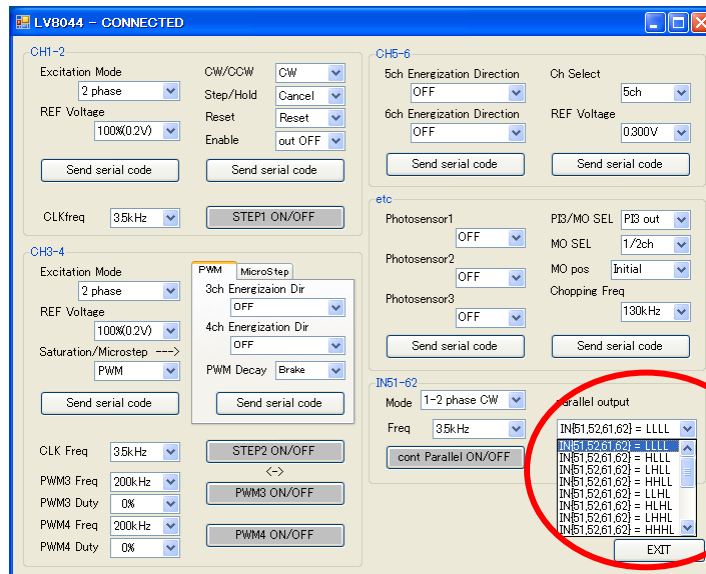 LV8044 - CONNECTED
CH1-2
Excitation Mode
2 phase
REF Voltage
100%(0.2V)
Send serial code
CW/CCW
CW
Step/Hold
Cancel
Reset
Reset
Enable
out OFF
Send serial code
CLKfreq
3.5kHz
STEP1 ON/OFF
CH3-4
Excitation Mode
2 phase
REF Voltage
100%(0.2V)
Saturation/Microstep --->
PWM
Send serial code
PWM
MicroStep
3ch Energizaion Dir
OFF
4ch Energization Dir
OFF
PWM Decay
Brake
Send serial code
CLK Freq
3.5kHz
PWM3 Freq
200kHz
PWM3 Duty
0%
PWM4 Freq
200kHz
PWM4 Duty
0%
STEP2 ON/OFF
<->
PWM3 ON/OFF
PWM4 ON/OFF
CH5-6
5ch Energization Direction
OFF
6ch Energization Direction
OFF
Send serial code
Ch Select
5ch
REF Voltage
0.300V
Send serial code
etc
Photosensor1
OFF
Photosensor2
OFF
Photosensor3
OFF
Send serial code
PI3/MO SEL
PI3 out
MO SEL
1/2ch
MO pos
Initial
Chopping Freq
130kHz
Send serial code
IN51-62
Mode
1-2 phase CW
Freq
3.5kHz
cont Parallel ON/OFF
parallel output
IN{51,52,61,62} = LLLL
IN{51,52,61,62} = LLLL
IN{51,52,61,62} = HLLL
IN{51,52,61,62} = LHLL
IN{51,52,61,62} = HHLL
IN{51,52,61,62} = LLHL
IN{51,52,61,62} = HLHL
IN{51,52,61,62} = LHHL
IN{51,52,61,62} = HHHL
EXIT